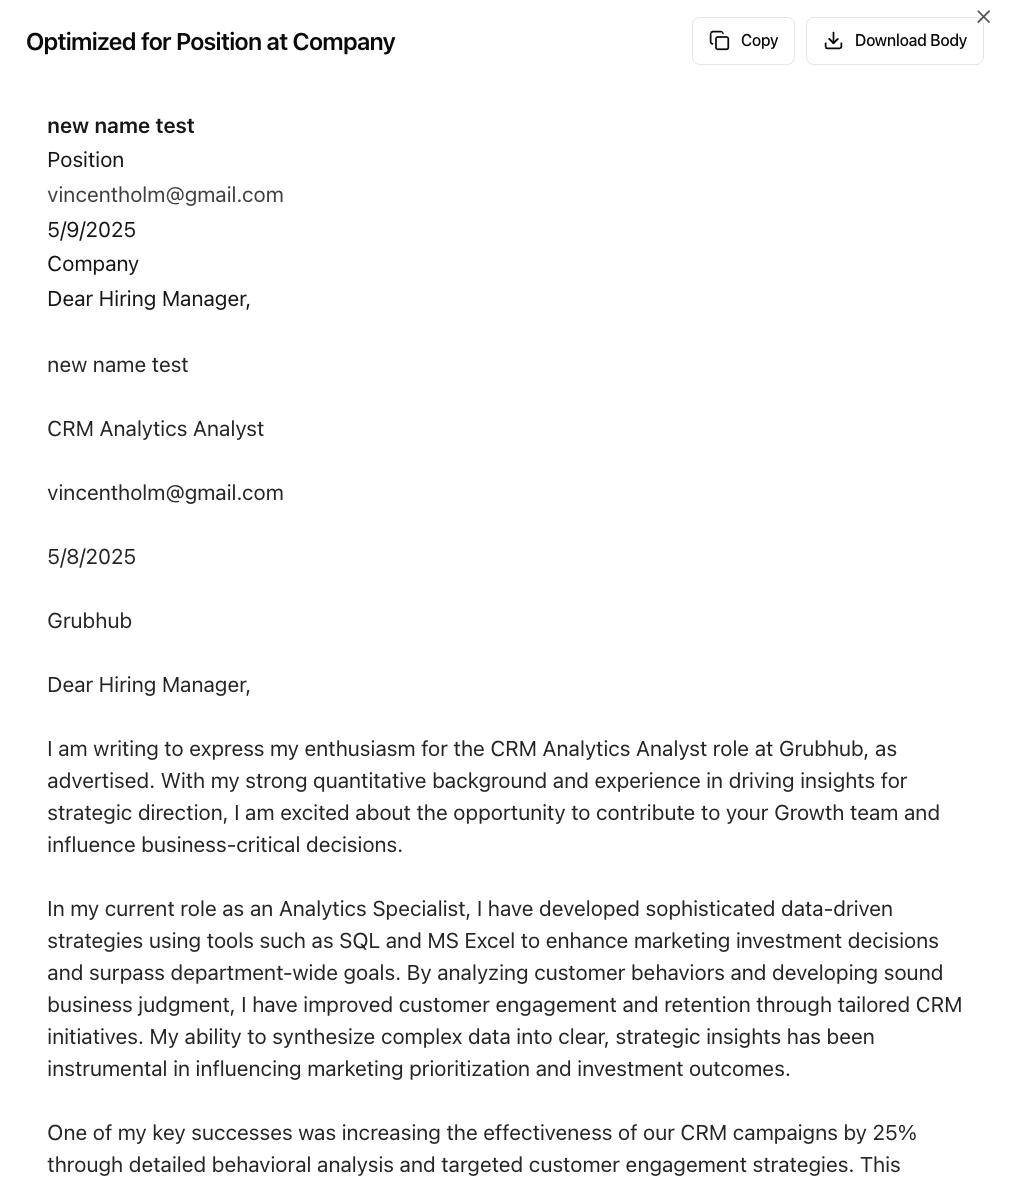 Optimized for Position at Company
Copy
Download Body
new name test
Position
vincentholm@gmail.com
5/9/2025
Company
Dear Hiring Manager,
new name test
CRM Analytics Analyst
vincentholm@gmail.com
5/8/2025
Grubhub
Dear Hiring Manager,
I am writing to express my enthusiasm for the CRM Analytics Analyst role at Grubhub, as
advertised. With my strong quantitative background and experience in driving insights for
strategic direction, I am excited about the opportunity to contribute to your Growth team and
influence business-critical decisions.
In my current role as an Analytics Specialist, I have developed sophisticated data-driven
strategies using tools such as SQL and MS Excel to enhance marketing investment decisions
and surpass department-wide goals. By analyzing customer behaviors and developing sound
business judgment, I have improved customer engagement and retention through tailored CRM
initiatives. My ability to synthesize complex data into clear, strategic insights has been
instrumental in influencing marketing prioritization and investment outcomes.
One of my key successes was increasing the effectiveness of our CRM campaigns by 25%
through detailed behavioral analysis and targeted customer engagement strategies. This